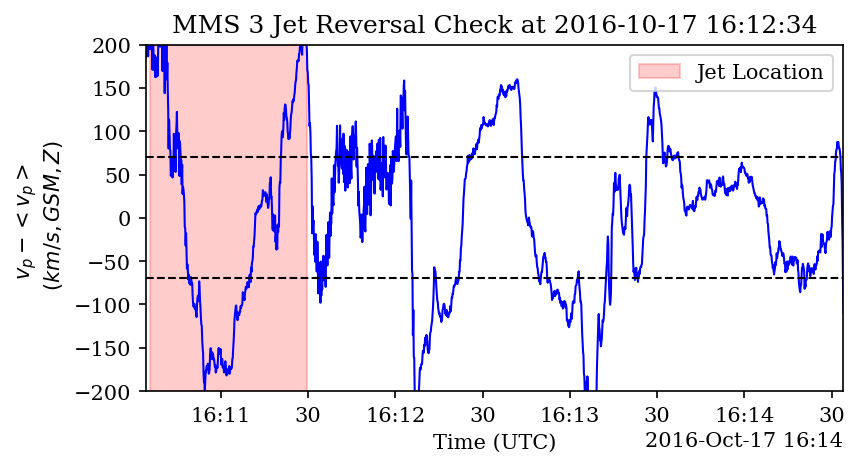 MMS 3 Jet Reversal Check at 2016-10-17 16:12:34
Jet Location
v_p − <v_p>
(km/s, GSM, Z)
200
150
100
50
0
−50
−100
−150
−200
16:11
30
16:12
30
16:13
30
16:14
30
Time (UTC)
2016-Oct-17 16:14